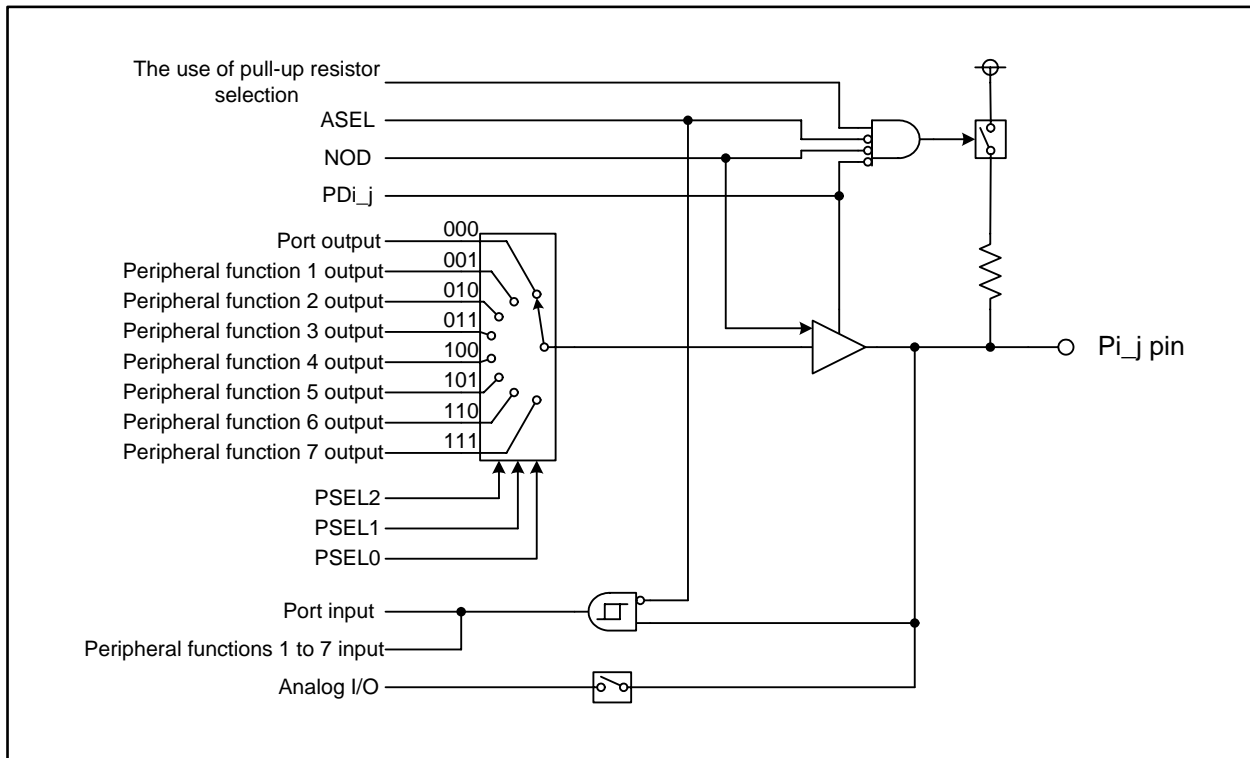 The use of pull-up resistor
selection
ASEL
NOD
PDi_j
Port output 000
Peripheral function 1 output 001
Peripheral function 2 output 010
Peripheral function 3 output 011
Peripheral function 4 output 100
Peripheral function 5 output 101
Peripheral function 6 output 110
Peripheral function 7 output 111
Pi_j pin
PSEL2
PSEL1
PSEL0
Port input
Peripheral functions 1 to 7 input
Analog I/O